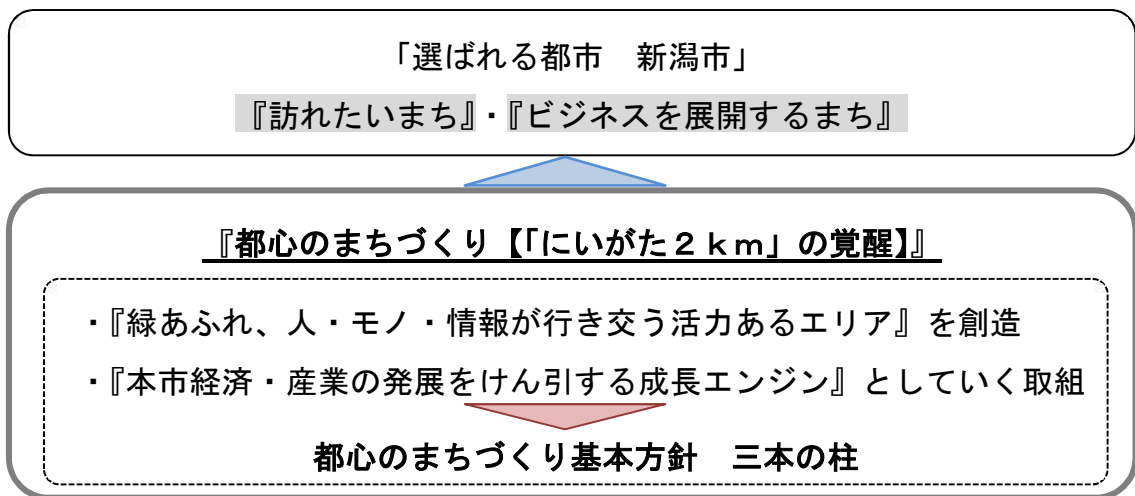 「選ばれる都市　新潟市」
『訪れたいまち』・『ビジネスを展開するまち』
『都心のまちづくり【「にいがた２ｋｍ」の覚醒】』
・『緑あふれ、人・モノ・情報が行き交う活力あるエリア』を創造
・『本市経済・産業の発展をけん引する成長エンジン』としていく取組
都心のまちづくり基本方針　三本の柱